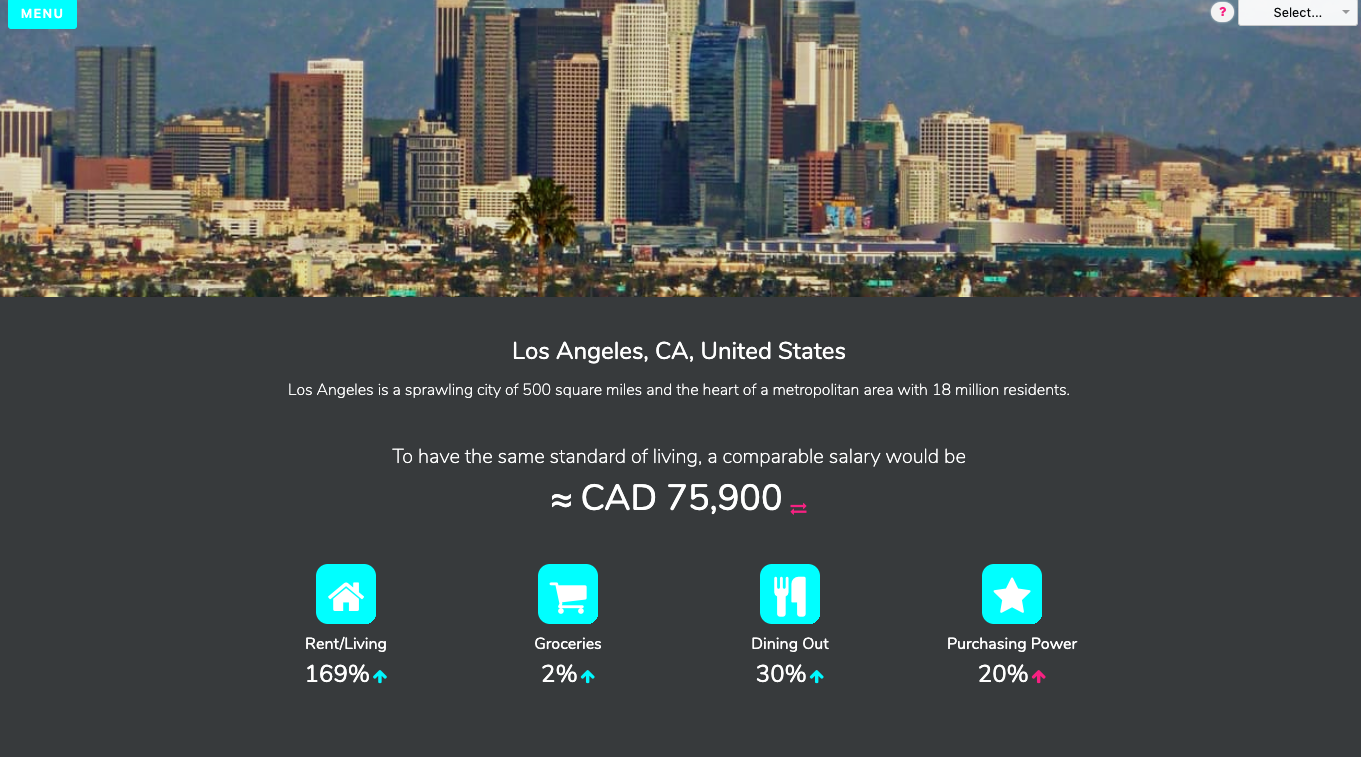 MENU
?
Select...
Los Angeles, CA, United States
Los Angeles is a sprawling city of 500 square miles and the heart of a metropolitan area with 18 million residents.
To have the same standard of living, a comparable salary would be
≈ CAD 75,900
Rent/Living
169%
Groceries
2%
Dining Out
30%
Purchasing Power
20%